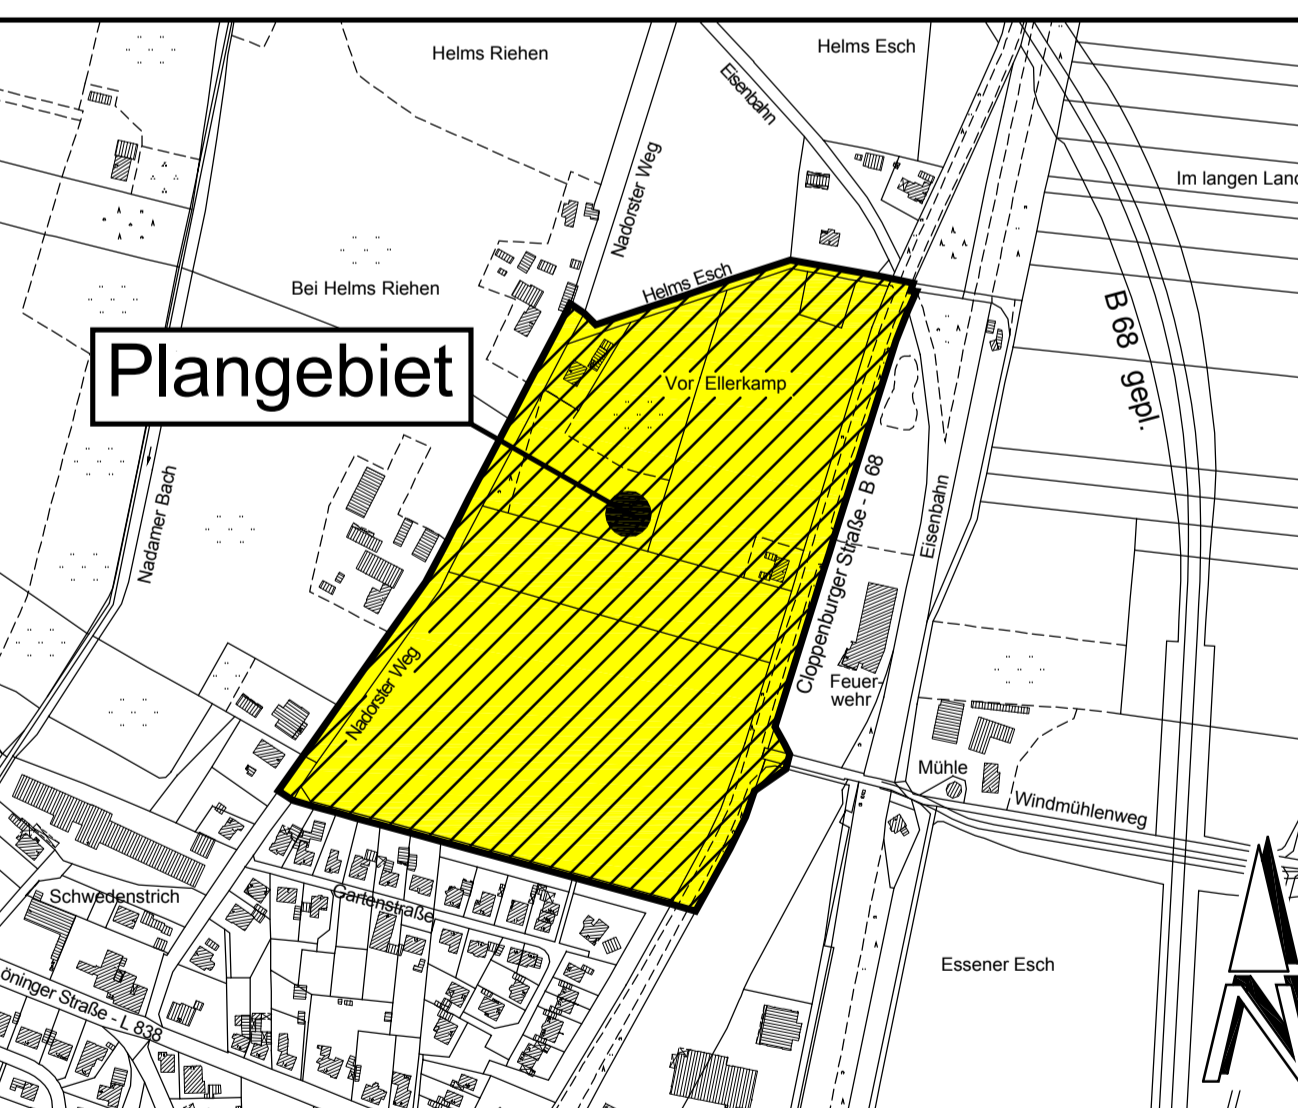 Helms Riehen
Helms Esch
Eisenbahn
Nadorster Weg
Im langen Land
Helms Esch
Bei Helms Riehen
B 68 gepl.
Plangebiet
Vor Ellerkamp
Nadamer Bach
Cloppenburger Straße - B 68
Eisenbahn
Nadorster Weg
Feuer-
wehr
Mühle
Windmühlenweg
Schwedenstrich
Gartenstraße
Essener Esch
öninger Straße - L 838
N